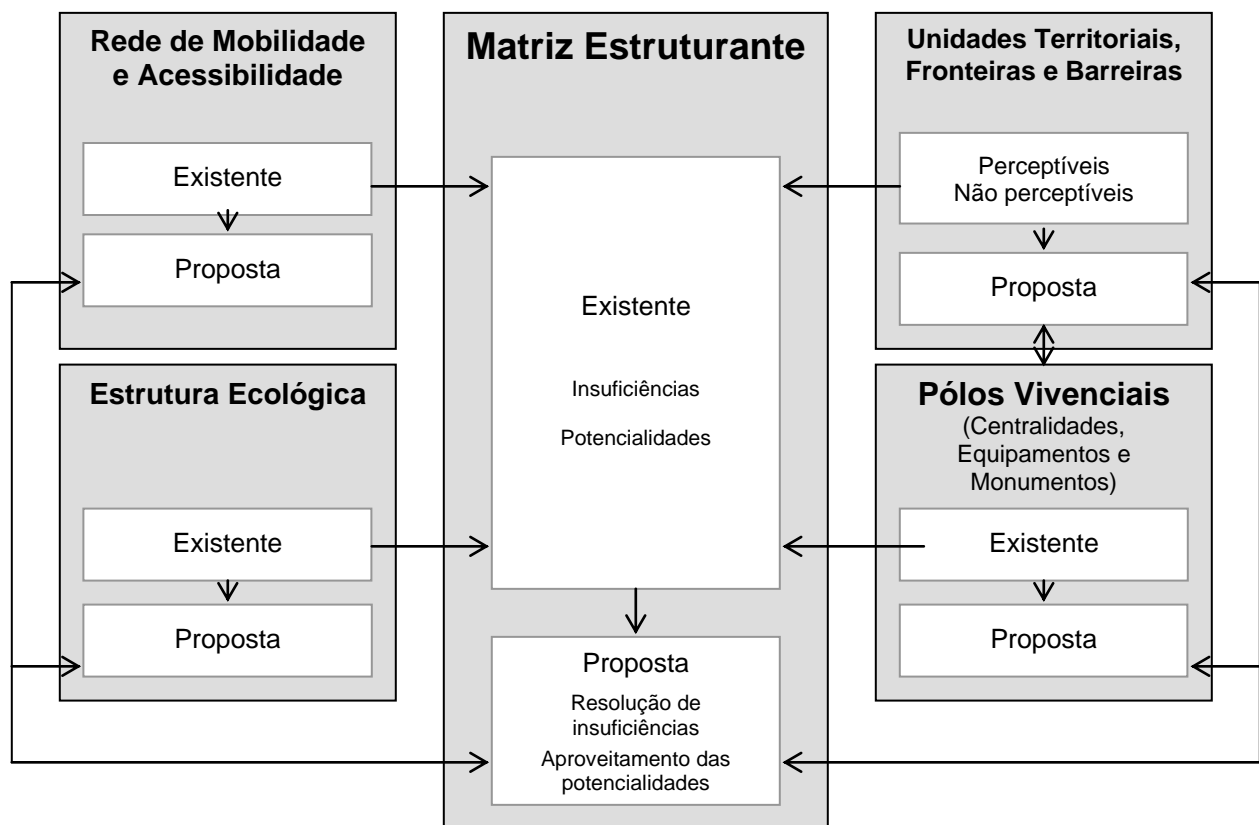 Rede de Mobilidade
e Acessibilidade
Existente
Proposta
Estrutura Ecológica
Existente
Proposta
Matriz Estruturante
Existente
Insuficiências
Potencialidades
Proposta
Resolução de
insuficiências
Aproveitamento das
potencialidades
Unidades Territoriais,
Fronteiras e Barreiras
Perceptíveis
Não perceptíveis
Proposta
Pólos Vivenciais
(Centralidades,
Equipamentos e
Monumentos)
Existente
Proposta